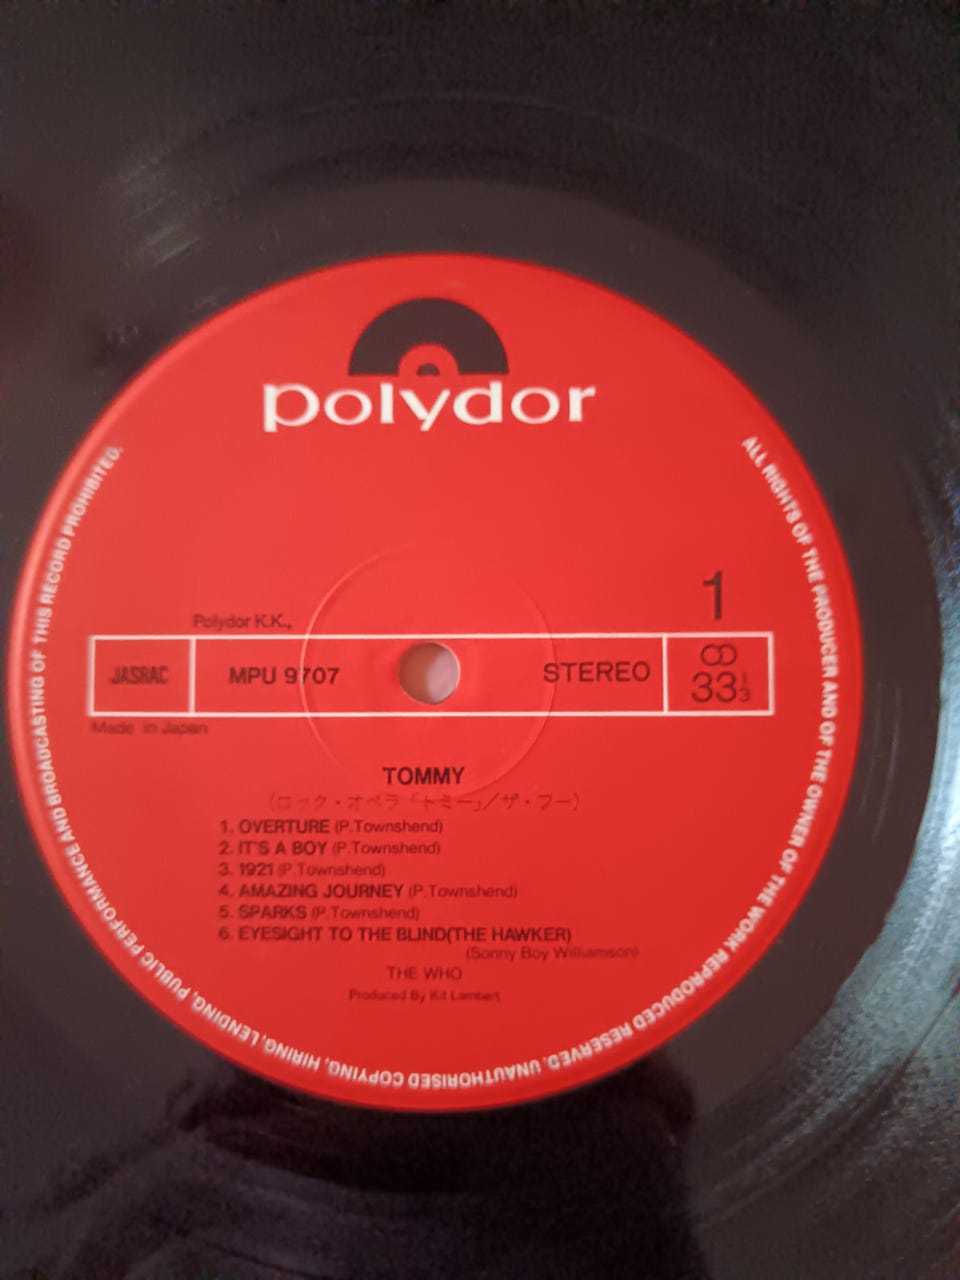 polydor
1
Polydor K.K.,
JASRAC
MPU 9707
STEREO
33 1/3
Made in Japan
TOMMY
(ロック・オペラ「トミー」/ザ・フー)
1. OVERTURE (P.Townshend)
2. IT'S A BOY (P.Townshend)
3. 1921 (P.Townshend)
4. AMAZING JOURNEY (P.Townshend)
5. SPARKS (P.Townshend)
6. EYESIGHT TO THE BLIND(THE HAWKER)
(Sonny Boy Williamson)
THE WHO
Produced By Kit Lambert
ALL RIGHTS OF THE PRODUCER AND OF THE OWNER OF THE WORK REPRODUCED RESERVED. UNAUTHORISED COPYING, HIRING, LENDING, PUBLIC PERFORMANCE AND BROADCASTING OF THIS RECORD PROHIBITED.